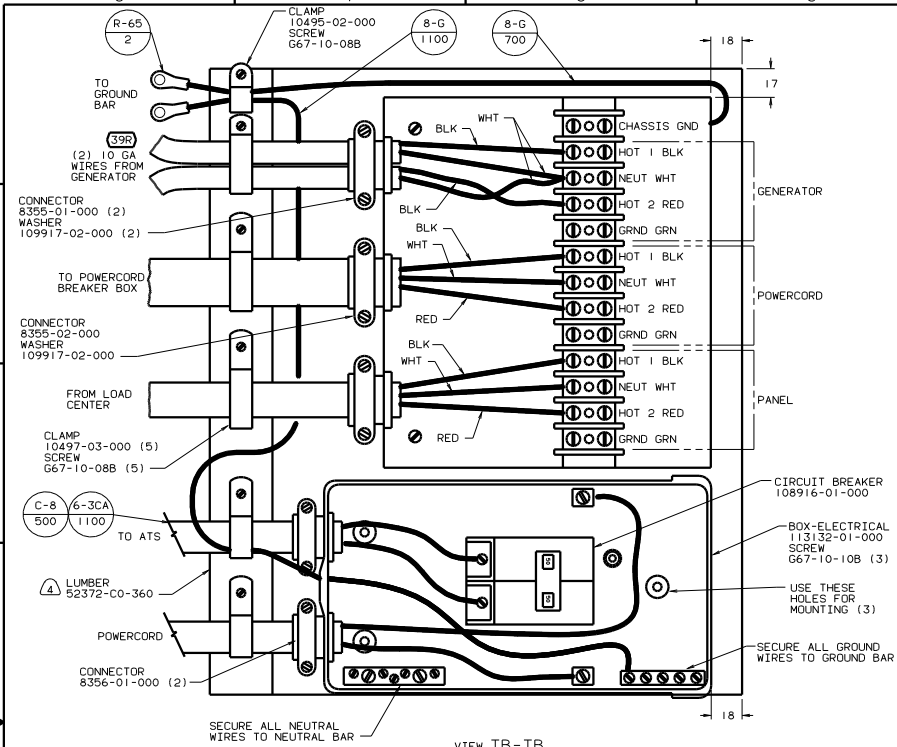 R-65
2
CLAMP
10495-02-000
SCREW
G67-10-08B
8-G
1100
8-G
700
18
17
TO
GROUND
BAR
39R
(2) 10 GA
WIRES FROM
GENERATOR
BLK
WHT
CHASSIS GND
HOT 1 BLK
NEUT WHT
HOT 2 RED
GRND GRN
GENERATOR
CONNECTOR
8355-01-000 (2)
WASHER
109917-02-000 (2)
BLK
BLK
WHT
RED
HOT 1 BLK
NEUT WHT
HOT 2 RED
GRND GRN
POWERCORD
TO POWERCORD
BREAKER BOX
CONNECTOR
8355-02-000
WASHER
109917-02-000
BLK
WHT
RED
HOT 1 BLK
NEUT WHT
HOT 2 RED
GRND GRN
PANEL
FROM LOAD
CENTER
CLAMP
10497-03-000 (5)
SCREW
G67-10-08B (5)
C-8
500
6-3CA
1100
TO ATS
CIRCUIT BREAKER
108916-01-000
BOX-ELECTRICAL
113132-01-000
SCREW
G67-10-10B (3)
50
50
4
LUMBER
52372-C0-360
USE THESE
HOLES FOR
MOUNTING (3)
POWERCORD
CONNECTOR
8356-01-000 (2)
SECURE ALL GROUND
WIRES TO GROUND BAR
SECURE ALL NEUTRAL
WIRES TO NEUTRAL BAR
18
VIEW TB-TB